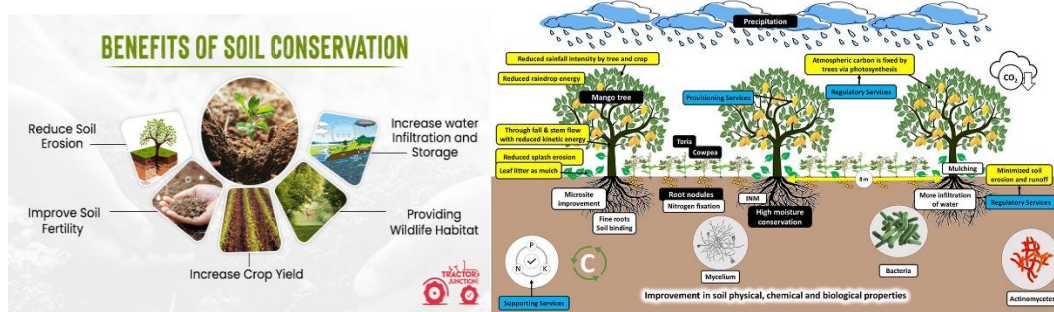 BENEFITS OF SOIL CONSERVATION
Reduce Soil
Erosion
Increase water
Infiltration and
Storage
Improve Soil
Fertility
Providing
Wildlife Habitat
Increase Crop Yield
TRACTOR
JUNCTION
Precipitation
Reduced rainfall intensity by tree and crop
Reduced raindrop energy
Mango tree
Atmospheric carbon is fixed by
trees via photosynthesis
CO₂
Provisioning Services
Regulatory Services
Through fall & stem flow
with reduced kinetic energy
Toria
Cowpea
Reduced splash erosion
Leaf litter as mulch
8 m
Mulching
Minimized soil
erosion and runoff
Microsite
improvement
Root nodules
Nitrogen fixation
INM
More infiltration
of water
Regulatory Services
Fine roots
Soil binding
High moisture
conservation
P
N
K
C
Mycelium
Bacteria
Actinomycetes
Supporting Services
Improvement in soil physical, chemical and biological properties